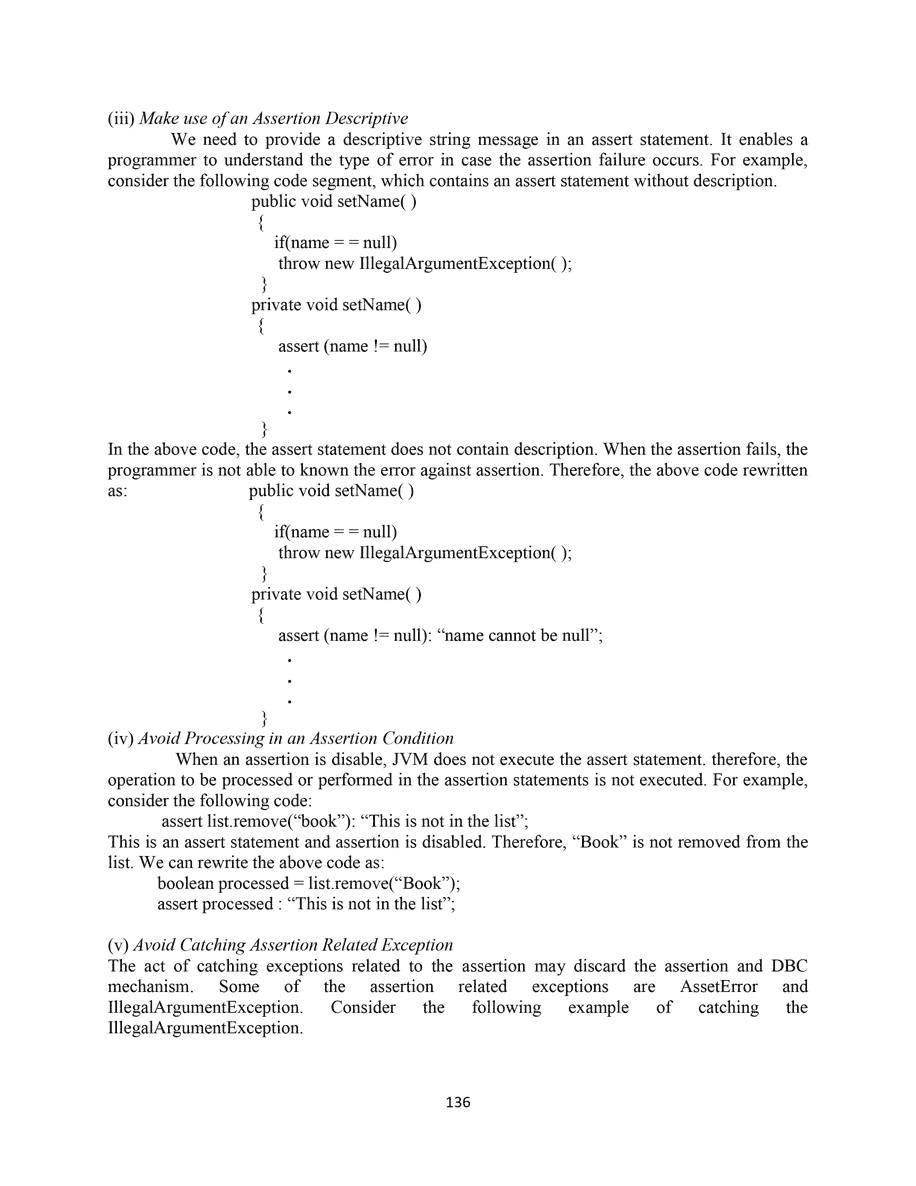 (iii) Make use of an Assertion Descriptive
We need to provide a descriptive string message in an assert statement. It enables a
programmer to understand the type of error in case the assertion failure occurs. For example,
consider the following code segment, which contains an assert statement without description.
public void setName( )
{
if(name = = null)
throw new IllegalArgumentException( );
}
private void setName( )
{
assert (name != null)
.
.
.
}
In the above code, the assert statement does not contain description. When the assertion fails, the
programmer is not able to known the error against assertion. Therefore, the above code rewritten
as: public void setName( )
{
if(name = = null)
throw new IllegalArgumentException( );
}
private void setName( )
{
assert (name != null): “name cannot be null”;
.
.
.
}
(iv) Avoid Processing in an Assertion Condition
When an assertion is disable, JVM does not execute the assert statement. therefore, the
operation to be processed or performed in the assertion statements is not executed. For example,
consider the following code:
assert list.remove(“book”): “This is not in the list”;
This is an assert statement and assertion is disabled. Therefore, “Book” is not removed from the
list. We can rewrite the above code as:
boolean processed = list.remove(“Book”);
assert processed : “This is not in the list”;
(v) Avoid Catching Assertion Related Exception
The act of catching exceptions related to the assertion may discard the assertion and DBC
mechanism. Some of the assertion related exceptions are AssetError and
IllegalArgumentException. Consider the following example of catching the
IllegalArgumentException.
136